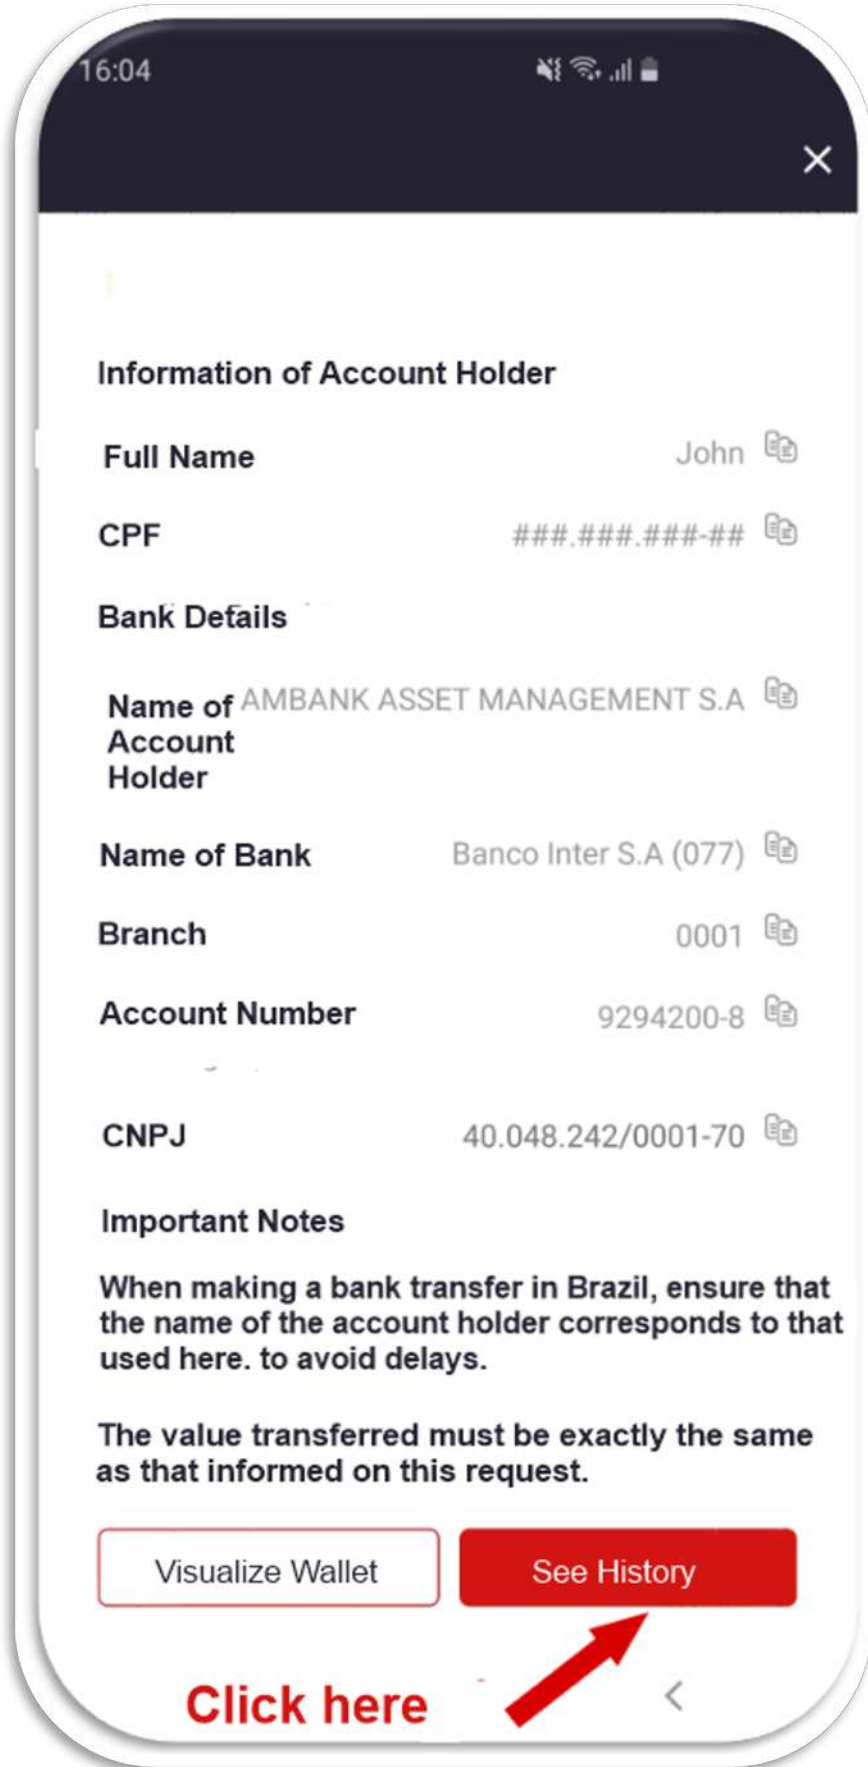 16:04
Information of Account Holder
Full Name John
CPF ###.###.###-##
Bank Details
Name of AMBANK ASSET MANAGEMENT S.A
Account
Holder
Name of Bank Banco Inter S.A (077)
Branch 0001
Account Number 9294200-8
CNPJ 40.048.242/0001-70
Important Notes
When making a bank transfer in Brazil, ensure that
the name of the account holder corresponds to that
used here. to avoid delays.
The value transferred must be exactly the same
as that informed on this request.
Visualize Wallet See History
Click here